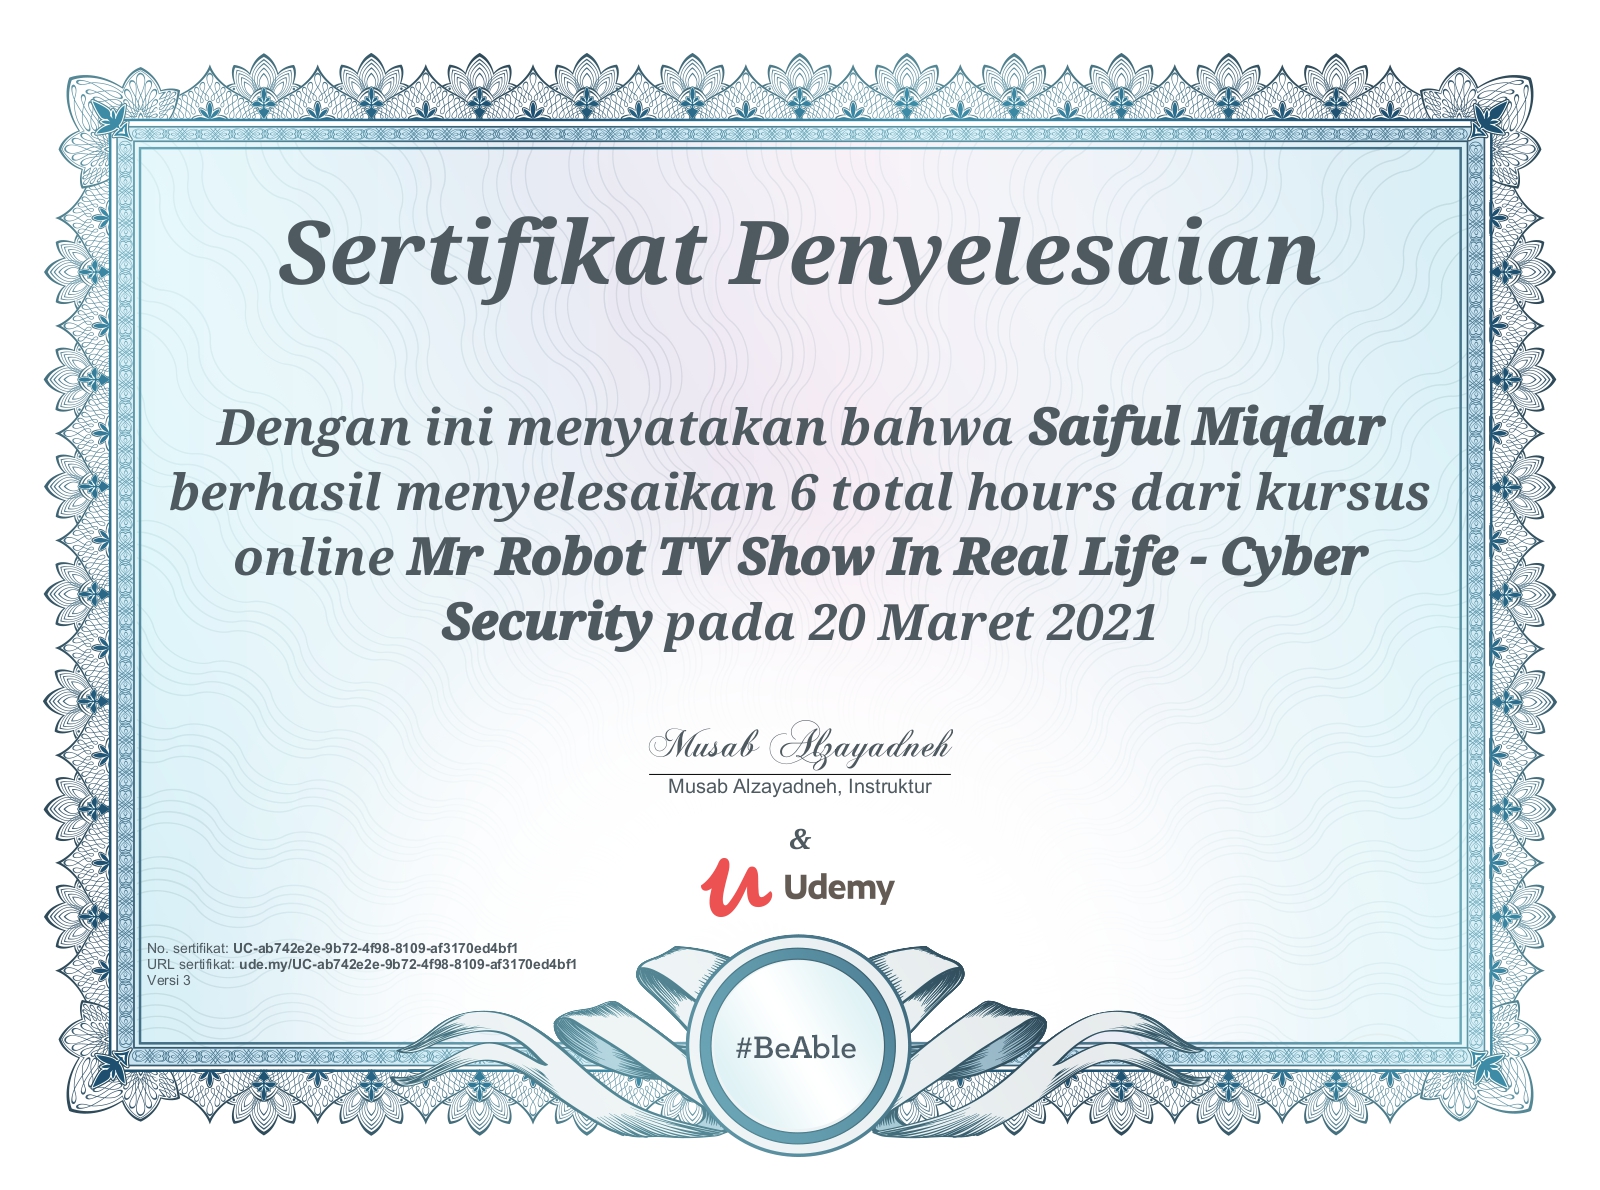 Sertifikat Penyelesaian
Dengan ini menyatakan bahwa Saiful Miqdar
berhasil menyelesaikan 6 total hours dari kursus
online Mr Robot TV Show In Real Life - Cyber
Security pada 20 Maret 2021
Musab Alzayadneh
Musab Alzayadneh, Instruktur
&
Udemy
No. sertifikat: UC-ab742e2e-9b72-4f98-8109-af3170ed4bf1
URL sertifikat: ude.my/UC-ab742e2e-9b72-4f98-8109-af3170ed4bf1
Versi 3
#BeAble